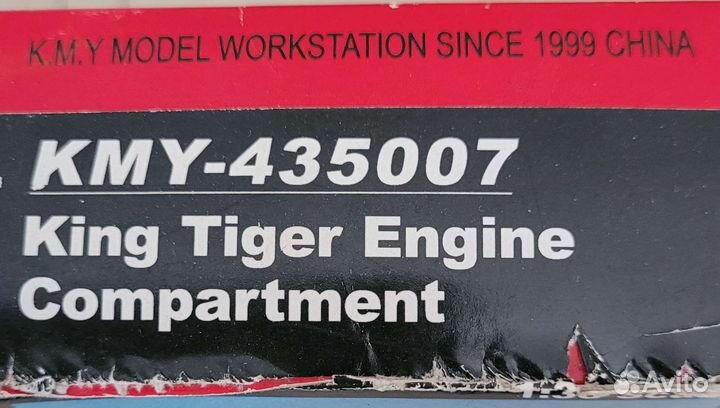 K.M.Y MODEL WORKSTATION SINCE 1999 CHINA
KMY-435007
King Tiger Engine
Compartment
Avito